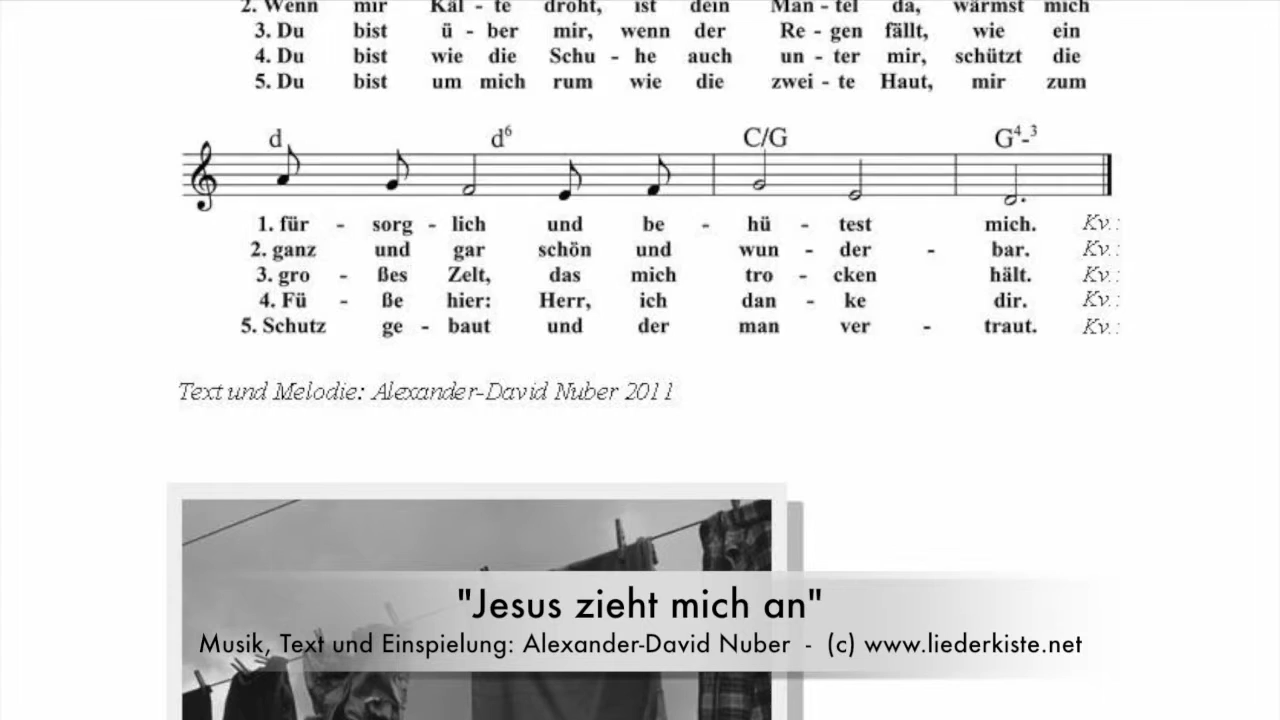 2. Wenn mir Käl - te droht, ist dein Man - tel da, wärmst mich
3. Du bist ü - ber mir, wenn der Re - gen fällt, wie ein
4. Du bist wie die Schu - he auch un - ter mir, schützt die
5. Du bist um mich rum wie die zwei - te Haut, mir zum
d d6 C/G G4-3
1. für - sorg - lich und be - hü - test mich. Kv.:
2. ganz und gar schön und wun - der - bar. Kv.:
3. gro - ßes Zelt, das mich tro - cken hält. Kv.:
4. Fü - ße hier: Herr, ich dan - ke dir. Kv.:
5. Schutz ge - baut und der man ver - traut. Kv.:
Text und Melodie: Alexander-David Nuber 2011
"Jesus zieht mich an"
Musik, Text und Einspielung: Alexander-David Nuber - (c) www.liederkiste.net